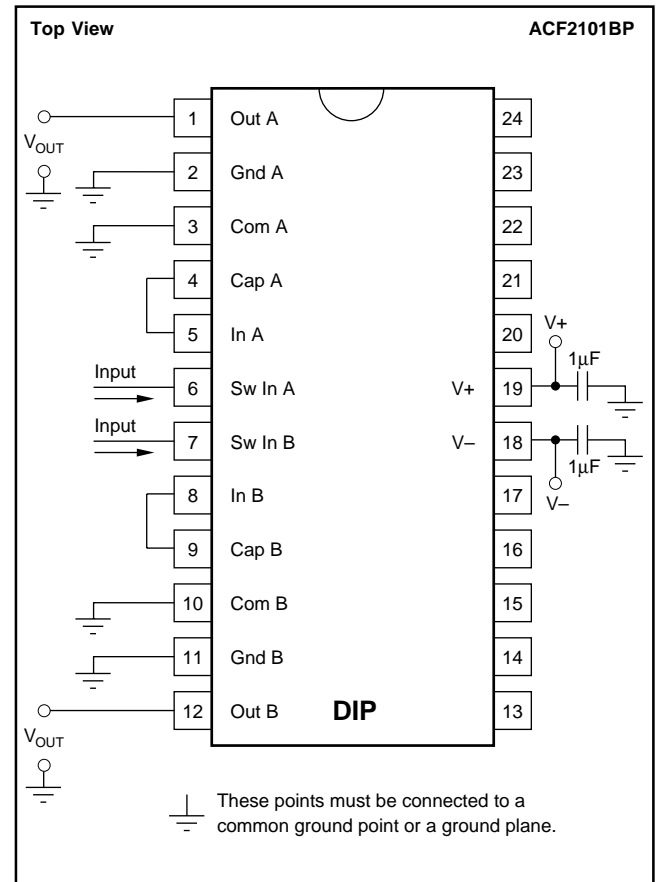 Top View ACF2101BP
1 Out A 24
V_OUT
2 Gnd A 23
3 Com A 22
4 Cap A 21
5 In A 20
V+
1µF
Input
6 Sw In A V+ 19
Input
7 Sw In B V– 18
1µF
8 In B 17
V–
9 Cap B 16
10 Com B 15
11 Gnd B 14
12 Out B DIP 13
V_OUT
These points must be connected to a
common ground point or a ground plane.